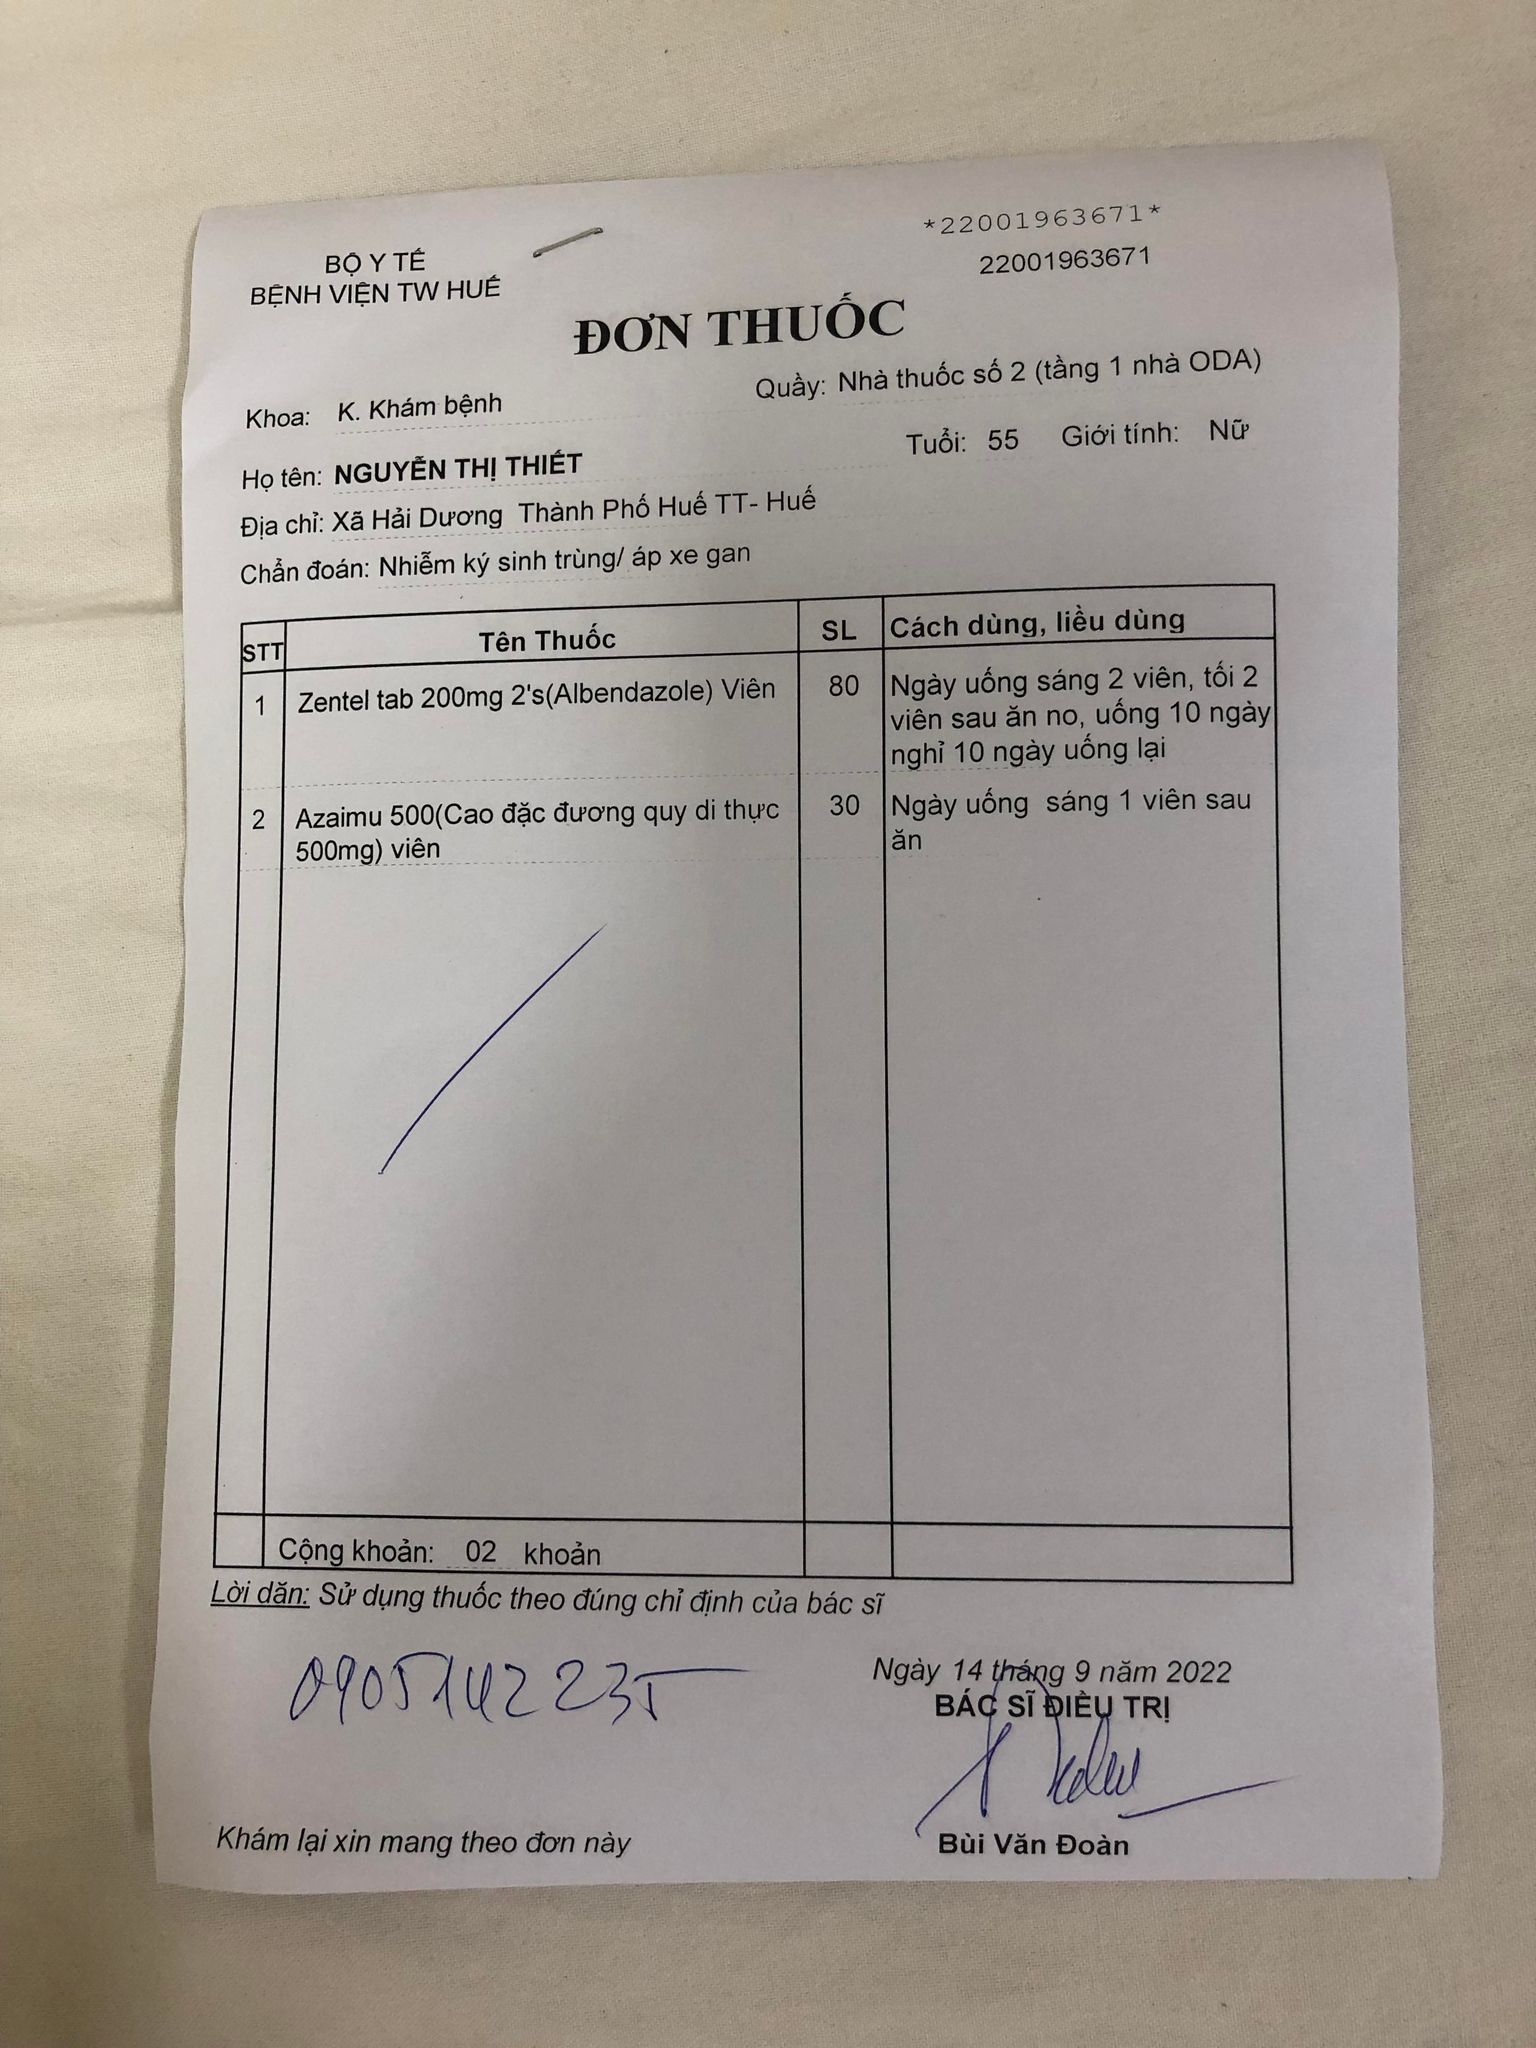 *22001963671*
BỘ Y TẾ
BỆNH VIỆN TW HUẾ
22001963671
ĐƠN THUỐC
Quầy: Nhà thuốc số 2 (tầng 1 nhà ODA)
Khoa: K. Khám bệnh
Họ tên: NGUYỄN THỊ THIẾT Tuổi: 55 Giới tính: Nữ
Địa chỉ: Xã Hải Dương Thành Phố Huế TT- Huế
Chẩn đoán: Nhiễm ký sinh trùng/ áp xe gan
STT Tên Thuốc SL Cách dùng, liều dùng
1 Zentel tab 200mg 2's(Albendazole) Viên 80 Ngày uống sáng 2 viên, tối 2
viên sau ăn no, uống 10 ngày
nghỉ 10 ngày uống lại
2 Azaimu 500(Cao đặc đương quy di thực 30 Ngày uống sáng 1 viên sau
500mg) viên ăn
Cộng khoản: 02 khoản
Lời dặn: Sử dụng thuốc theo đúng chỉ định của bác sĩ
0905142235
Ngày 14 tháng 9 năm 2022
BÁC SĨ ĐIỀU TRỊ
Khám lại xin mang theo đơn này
Bùi Văn Đoàn